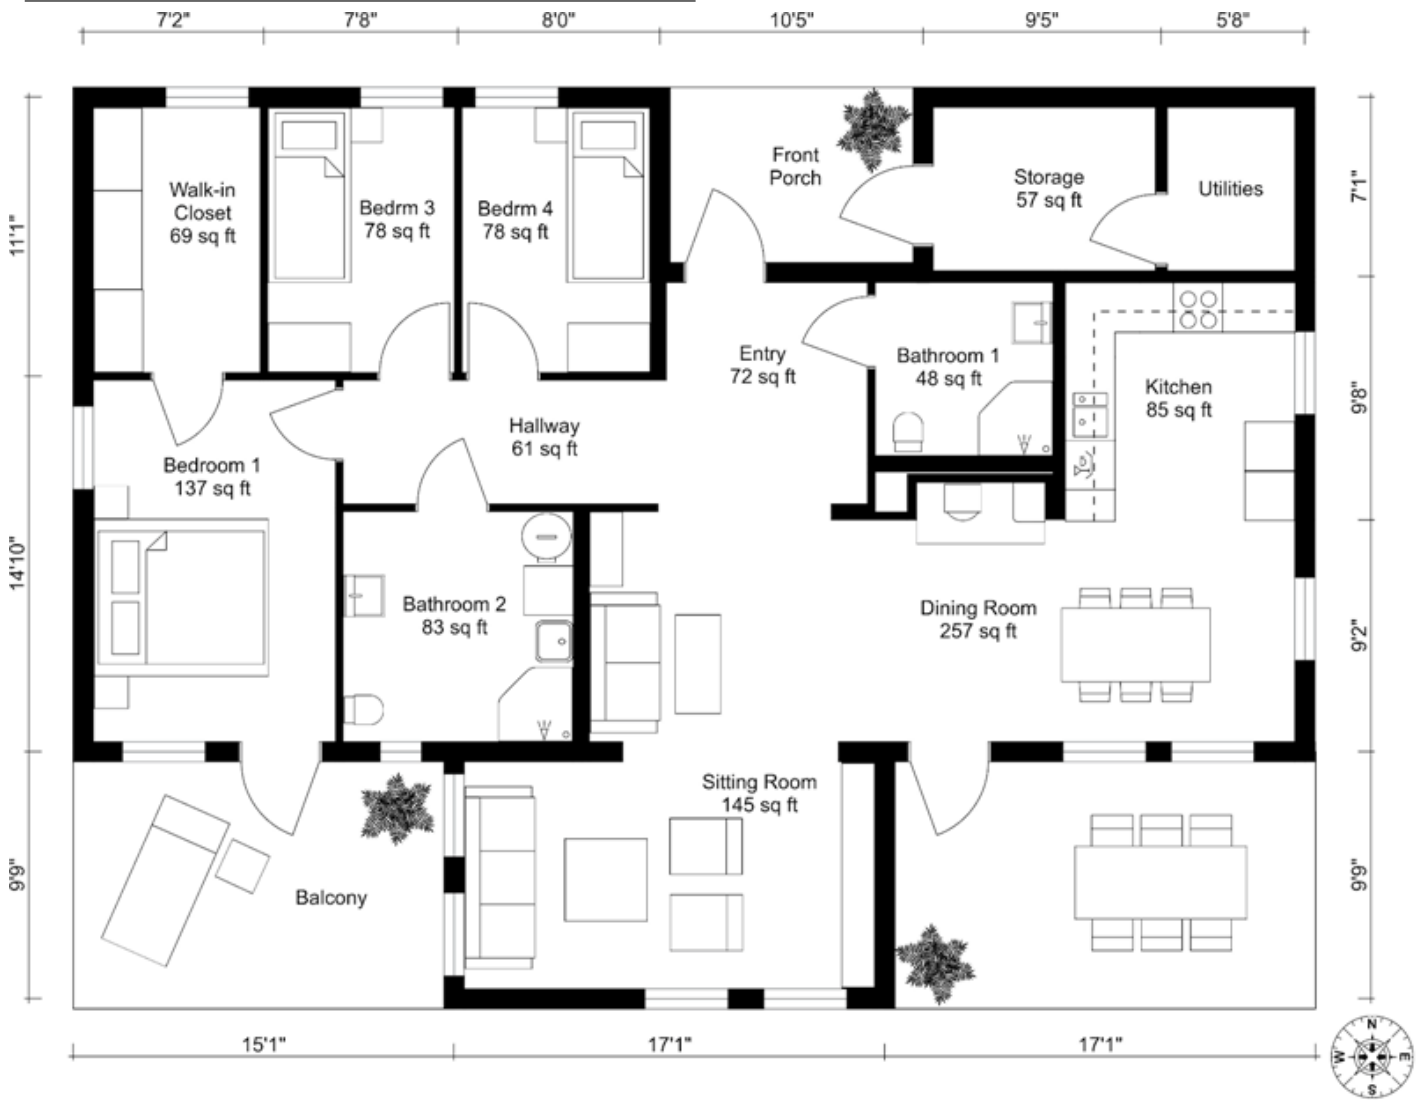 7'2"
7'8"
8'0"
10'5"
9'5"
5'8"
11'1"
14'10"
9'9"
7'1"
9'8"
9'2"
9'9"
Walk-in
Closet
69 sq ft
Bedrm 3
78 sq ft
Bedrm 4
78 sq ft
Front
Porch
Storage
57 sq ft
Utilities
Entry
72 sq ft
Bathroom 1
48 sq ft
Kitchen
85 sq ft
Hallway
61 sq ft
Bedroom 1
137 sq ft
Bathroom 2
83 sq ft
Dining Room
257 sq ft
Sitting Room
145 sq ft
Balcony
15'1"
17'1"
17'1"
N
W
E
S